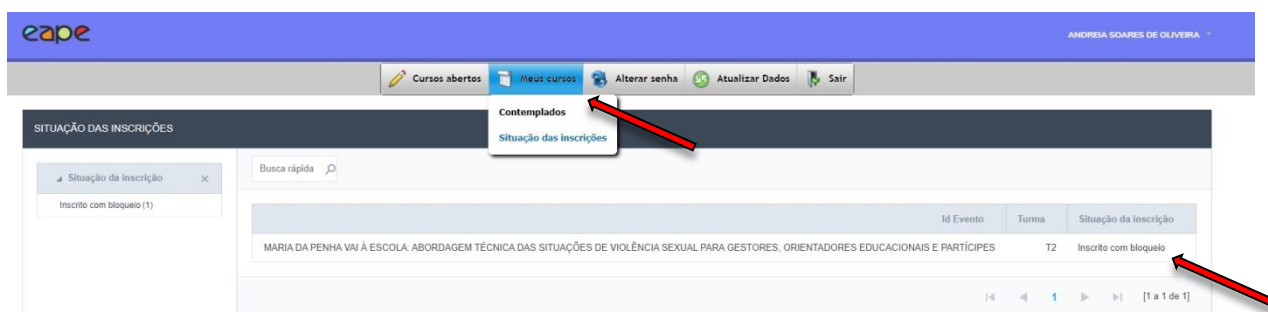 eape
ANDREIA SOARES DE OLIVEIRA
Cursos abertos Meus cursos Alterar senha Atualizar Dados Sair
Contemplados
Situação das inscrições
SITUAÇÃO DAS INSCRIÇÕES
Situação da inscrição
Inscrito com bloqueio (1)
Busca rápida
Id Evento Turma Situação da inscrição
MARIA DA PENHA VAI À ESCOLA: ABORDAGEM TÉCNICA DAS SITUAÇÕES DE VIOLÊNCIA SEXUAL PARA GESTORES, ORIENTADORES EDUCACIONAIS E PARTÍCIPES T2 Inscrito com bloqueio
1 [1 a 1 de 1]